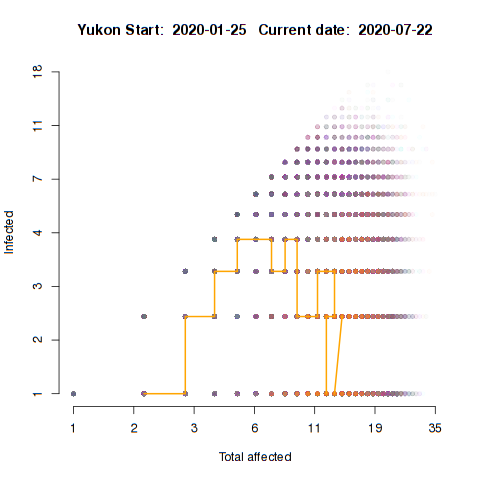 Yukon Start: 2020-01-25 Current date: 2020-07-22
18
11
7
4
3
2
1
Infected
1 2 3 6 11 19 35
Total affected